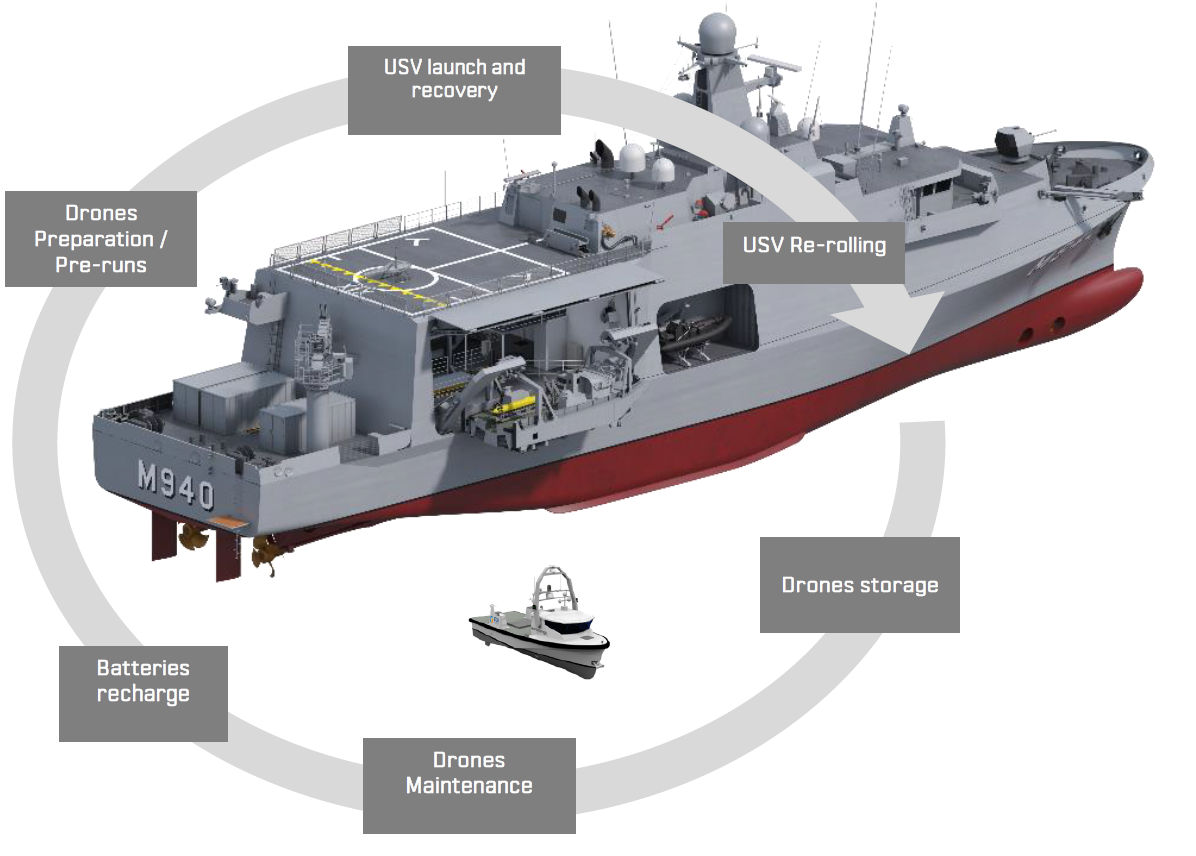 USV launch and
recovery
Drones
Preparation /
Pre-runs
USV Re-rolling
M940
Drones storage
Batteries
recharge
Drones
Maintenance